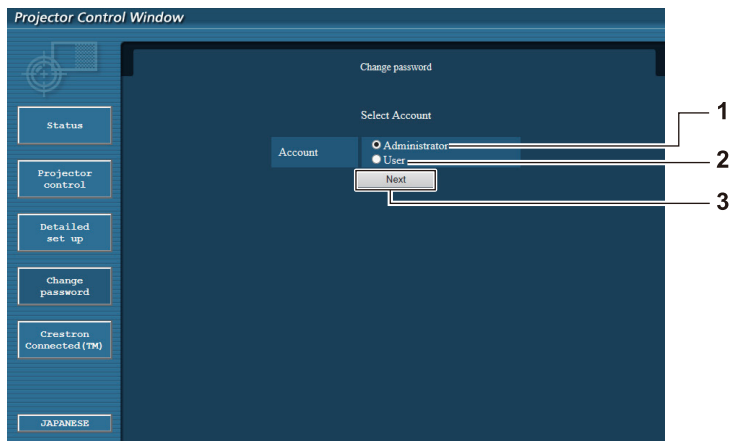 Projector Control Window
Change password
Select Account
Account
Administrator
User
Next
1
2
3
Status
Projector
control
Detailed
set up
Change
password
Crestron
Connected(TM)
JAPANESE